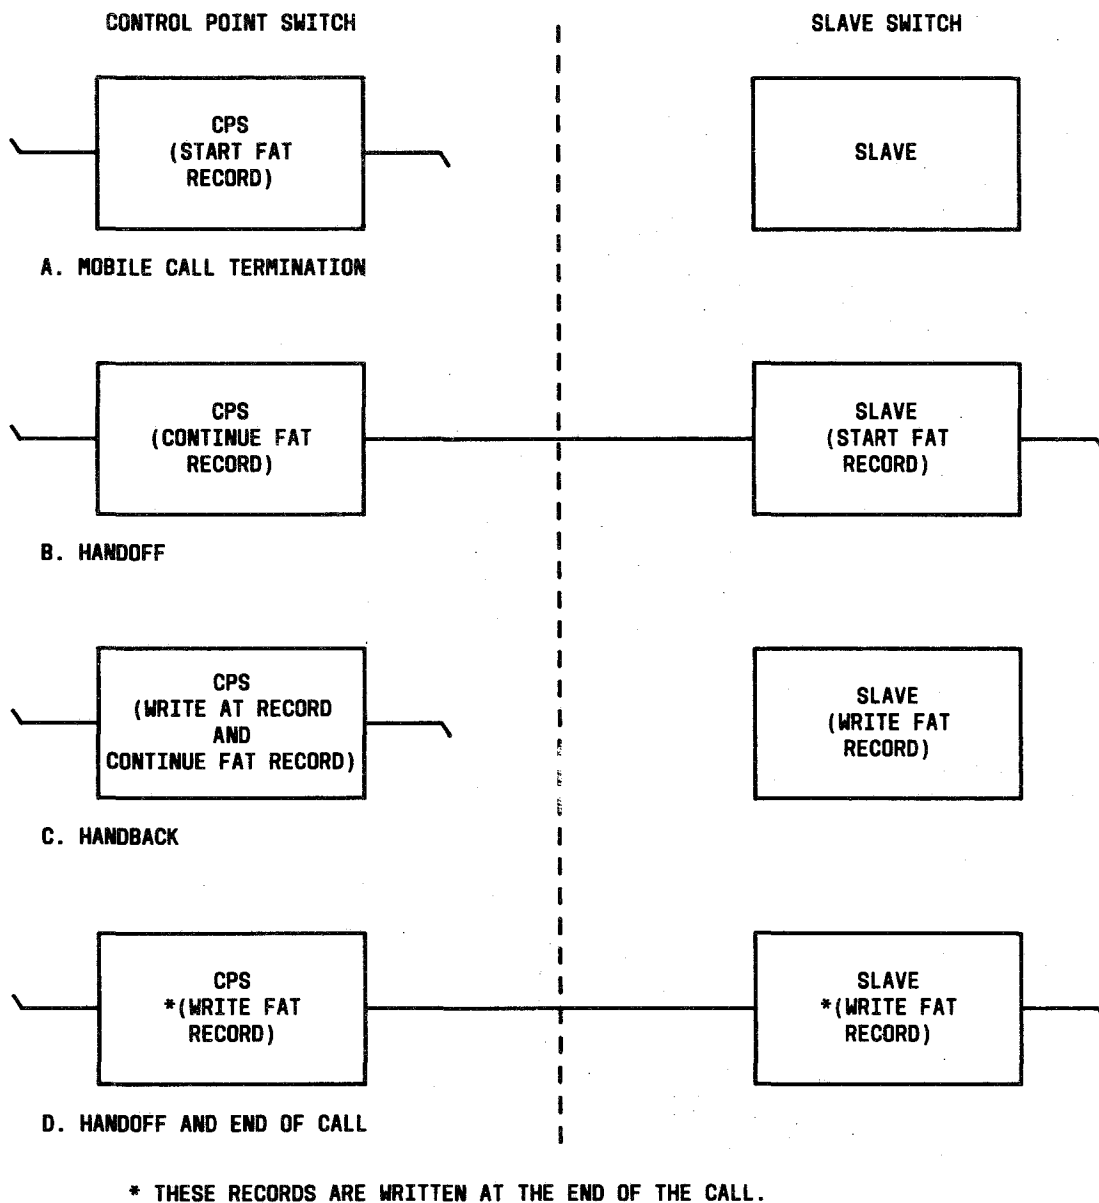 CONTROL POINT SWITCH
SLAVE SWITCH
CPS
(START FAT
RECORD)
SLAVE
A. MOBILE CALL TERMINATION
CPS
(CONTINUE FAT
RECORD)
SLAVE
(START FAT
RECORD)
B. HANDOFF
CPS
(WRITE AT RECORD
AND
CONTINUE FAT RECORD)
SLAVE
(WRITE FAT
RECORD)
C. HANDBACK
CPS
*(WRITE FAT
RECORD)
SLAVE
*(WRITE FAT
RECORD)
D. HANDOFF AND END OF CALL
* THESE RECORDS ARE WRITTEN AT THE END OF THE CALL.